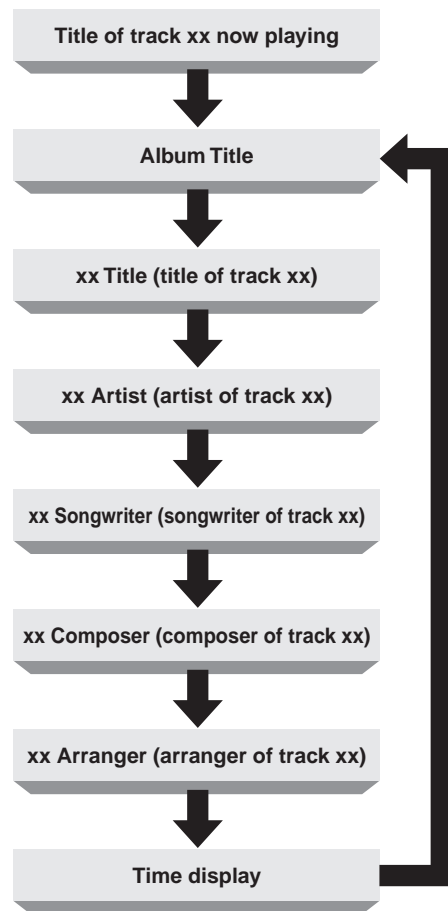 Title of track xx now playing
Album Title
xx Title (title of track xx)
xx Artist (artist of track xx)
xx Songwriter (songwriter of track xx)
xx Composer (composer of track xx)
xx Arranger (arranger of track xx)
Time display